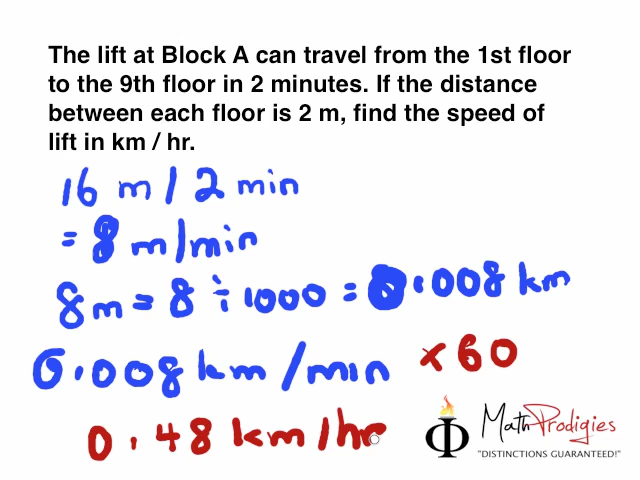 The lift at Block A can travel from the 1st floor
to the 9th floor in 2 minutes. If the distance
between each floor is 2 m, find the speed of
lift in km / hr.
16 m / 2 min
= 8 m/min
8m = 8 ÷ 1000 = 0.008 km
0.008 km/min × 60
0.48 km/hr
Math Prodigies
"DISTINCTIONS GUARANTEED!"